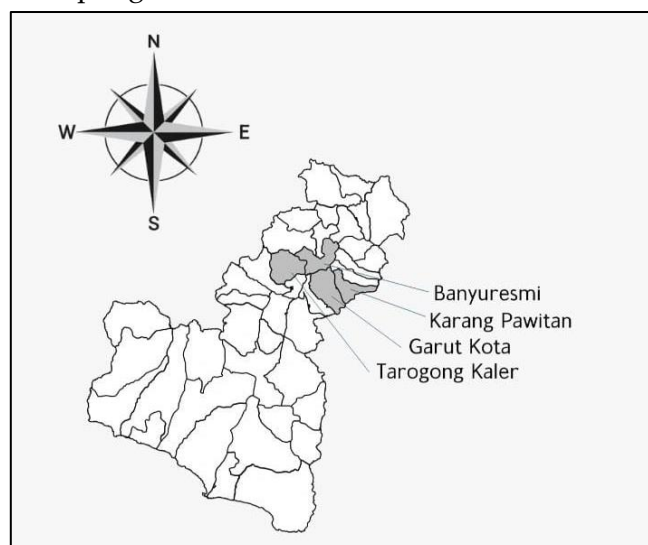 N
W E
S
Banyuresmi
Karang Pawitan
Garut Kota
Tarogong Kaler